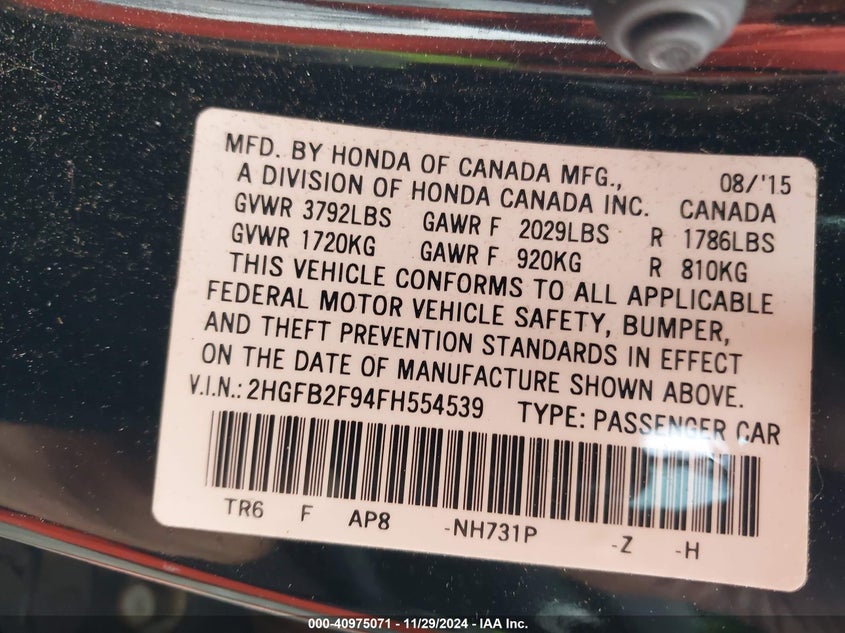 MFD. BY HONDA OF CANADA MFG., 08/'15
A DIVISION OF HONDA CANADA INC. CANADA
GVWR 3792LBS GAWR F 2029LBS R 1786LBS
GVWR 1720KG GAWR F 920KG R 810KG
THIS VEHICLE CONFORMS TO ALL APPLICABLE
FEDERAL MOTOR VEHICLE SAFETY, BUMPER,
AND THEFT PREVENTION STANDARDS IN EFFECT
ON THE DATE OF MANUFACTURE SHOWN ABOVE.
V.I.N.: 2HGFB2F94FH554539 TYPE: PASSENGER CAR
TR6 F AP8 -NH731P -Z -H
000-40975071 - 11/29/2024 - IAA Inc.